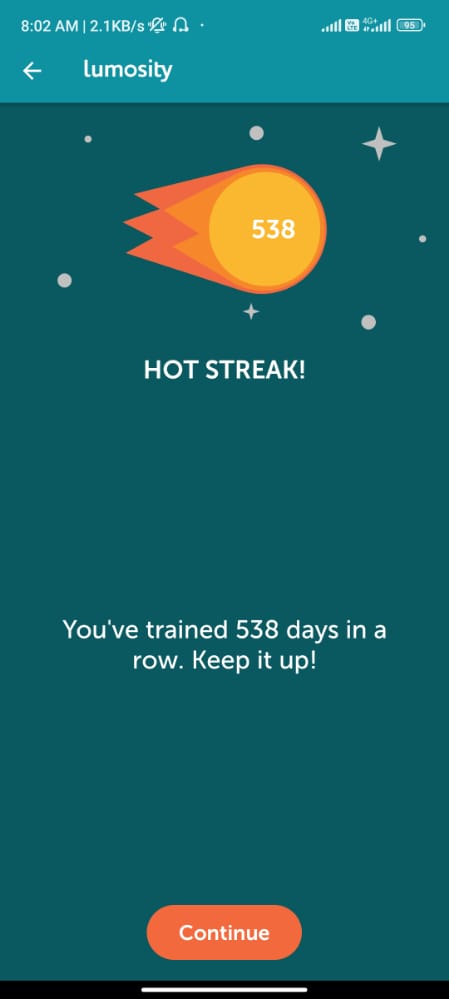 8:02 AM | 2.1KB/s
4G+
95
lumosity
538
HOT STREAK!
You've trained 538 days in a
row. Keep it up!
Continue